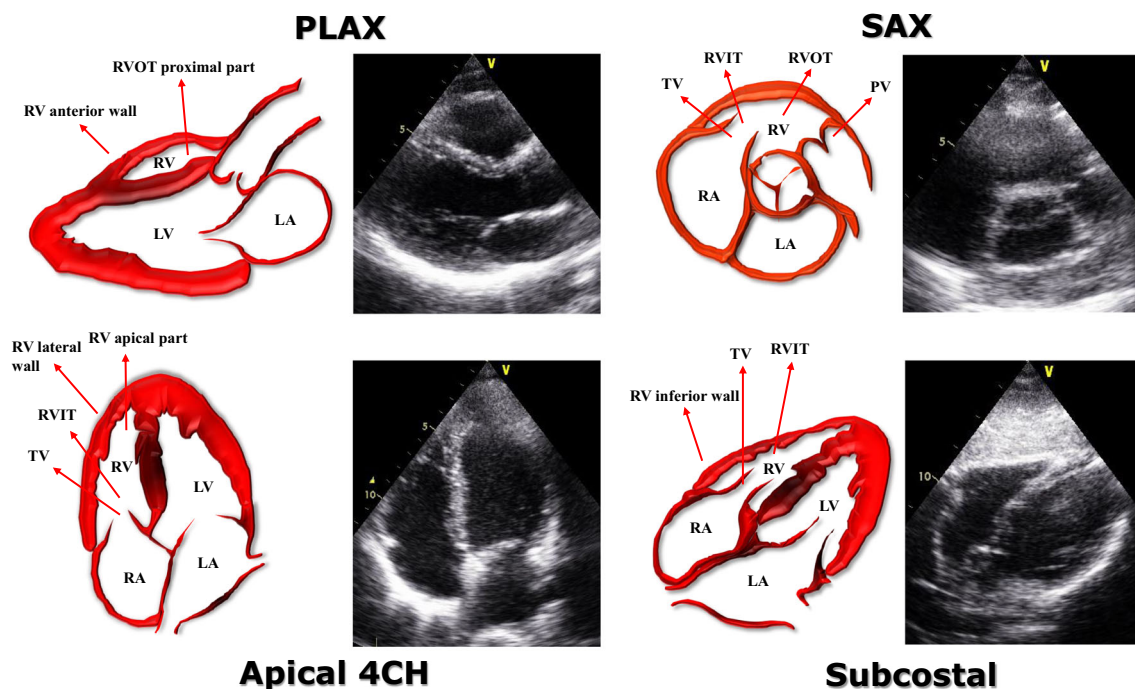 PLAX
RVOT proximal part
RV anterior wall
RV
LV
LA
V
5
SAX
RVIT
RVOT
TV
PV
RV
RA
LA
V
5
RV apical part
RV lateral
wall
RVIT
TV
RV
LV
RA
LA
V
5
10
Apical 4CH
TV
RVIT
RV inferior wall
RV
LV
RA
LA
V
10
Subcostal